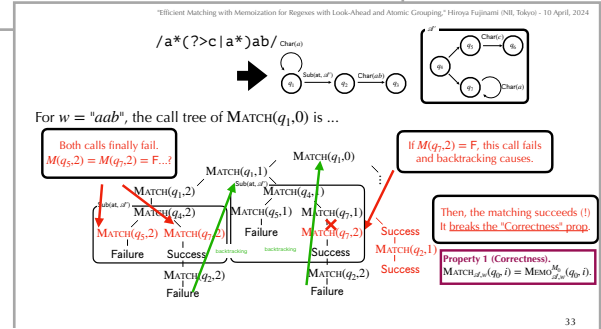 "Efficient Matching with Memoization for Regexes with Look-Ahead and Atomic Grouping," Hiroya Fujinami (NII, Tokyo) - 10 April, 2024
/a*(?>c|a*)ab/
Char(a)
q₁
Sub(at, 𝒜')
q₂
Char(ab)
q₃
𝒜'
q₄
q₅
Char(c)
q₆
q₇
Char(a)
For w = "aab", the call tree of MATCH(q₁,0) is ...
Both calls finally fail.
M(q₅,2) = M(q₇,2) = F...?
If M(q₇,2) = F, this call fails
and backtracking causes.
MATCH(q₁,0)
MATCH(q₁,1)
Sub(at, 𝒜')
MATCH(q₁,2)
MATCH(q₄,1)
Sub(at, 𝒜')
MATCH(q₄,2)
MATCH(q₅,1)
MATCH(q₇,1)
MATCH(q₅,2)
MATCH(q₇,2)
Failure
MATCH(q₇,2)
Success
Failure
Success
backtracking
backtracking
Success
MATCH(q₂,1)
MATCH(q₂,2)
MATCH(q₂,2)
Success
Failure
Failure
Then, the matching succeeds (!)
It breaks the "Correctness" prop.
Property 1 (Correctness).
MATCH𝒜,w(q₀, i) = MEMO^M₀𝒜,w(q₀, i).
33